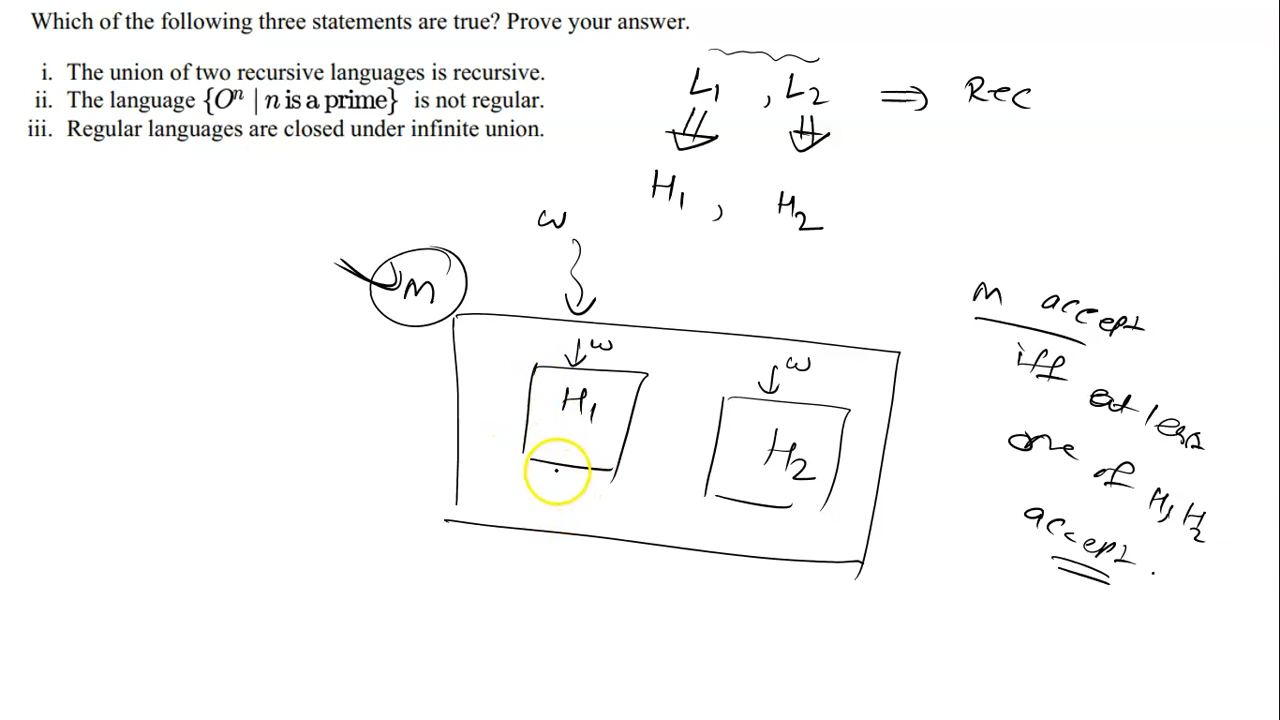 Which of the following three statements are true? Prove your answer.
i. The union of two recursive languages is recursive.
ii. The language {Oⁿ | n is a prime} is not regular.
iii. Regular languages are closed under infinite union.
L₁ , L₂ ⇒ Rec
H₁ , H₂
ω
M
ω
ω
H₁
H₂
M accept
iff
at less
one of H₁ H₂
accept.